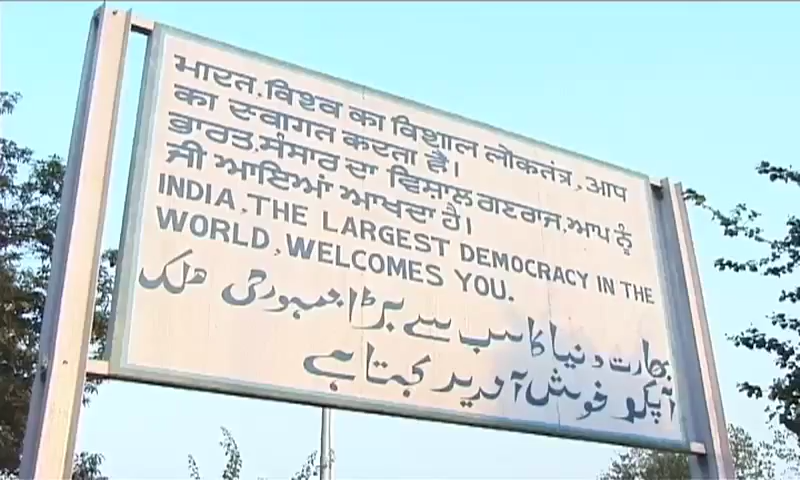 भारत, विश्व का विशाल लोकतंत्र, आप
का स्वागत करता है।
ਭਾਰਤ, ਸੰਸਾਰ ਦਾ ਵਿਸ਼ਾਲ ਗਣਰਾਜ, ਆਪ ਨੂੰ
ਜੀ ਆਇਆਂ ਆਖਦਾ ਹੈ।
INDIA, THE LARGEST DEMOCRACY IN THE
WORLD, WELCOMES YOU.
بھارت دنیا کا سب سے بڑا جمہوری ملک
آپکو خوش آمدید کہتا ہے